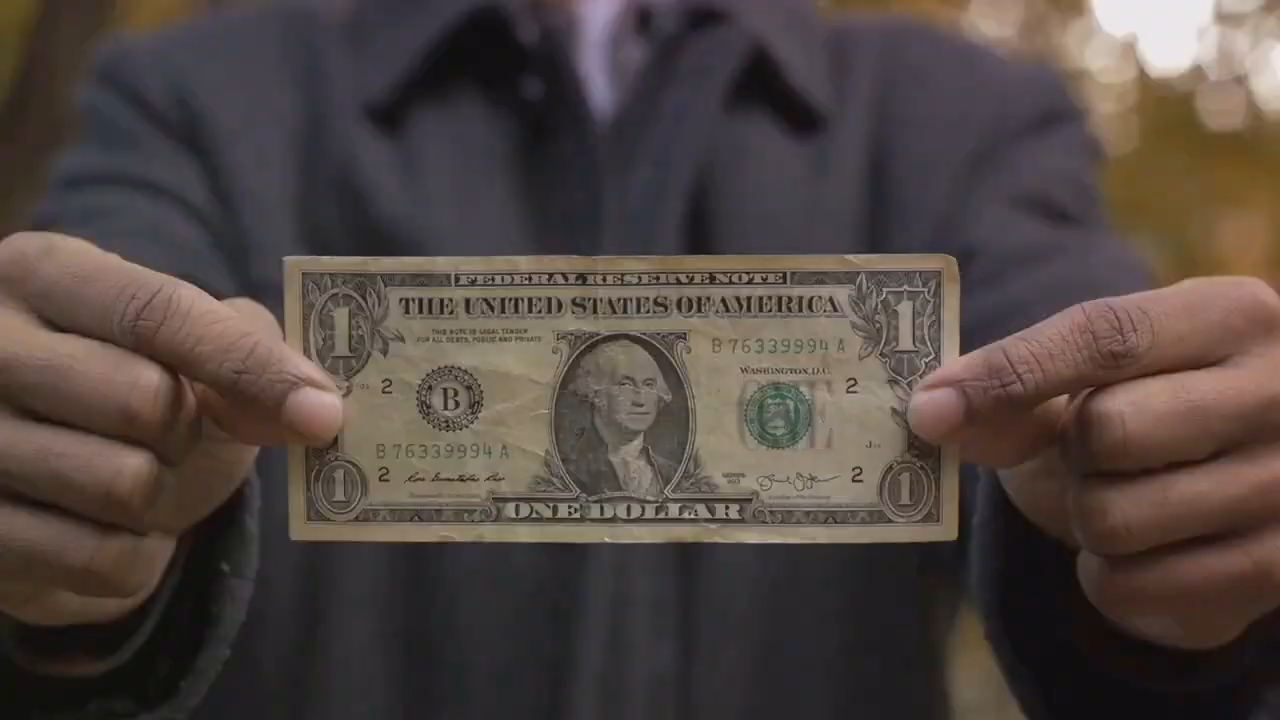 FEDERAL RESERVE NOTE
THE UNITED STATES OF AMERICA
1
1
THIS NOTE IS LEGAL TENDER
FOR ALL DEBTS, PUBLIC AND PRIVATE
B 76339994 A
WASHINGTON, D.C.
2
B
ONE
2
B 76339994 A
2
2
1
ONE DOLLAR
1